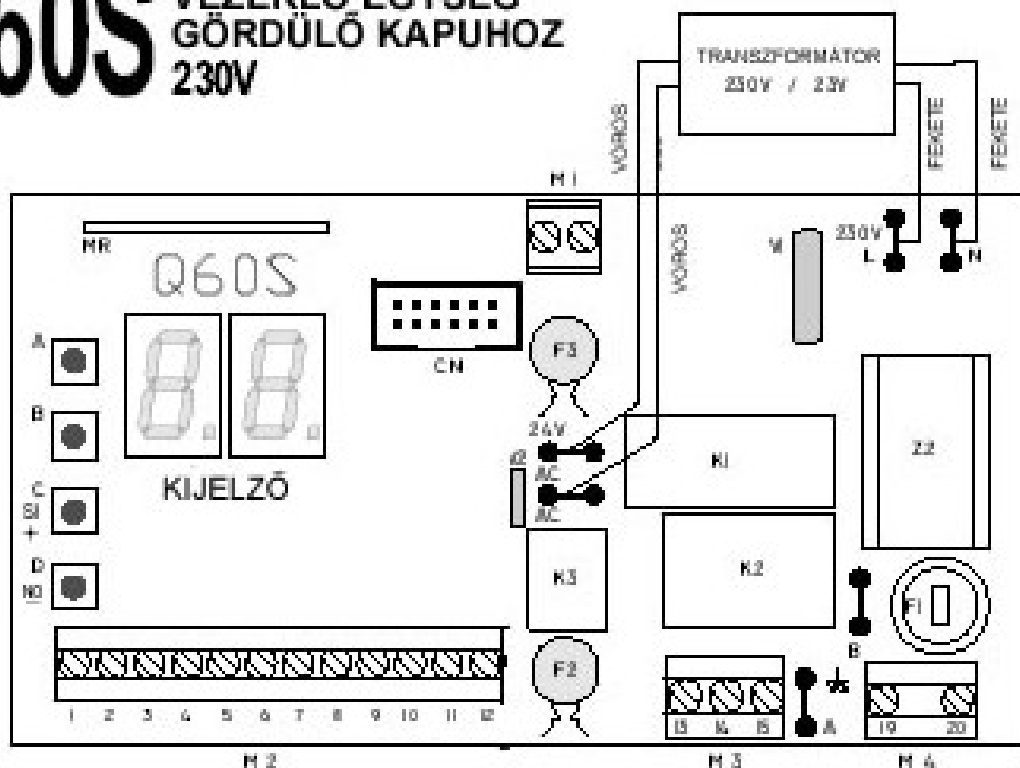 60S
GÖRDÜLŐ KAPUHOZ
230V
TRANSZFORMÁTOR
230V / 23V
VÖRÖS
FEKETE
FEKETE
M1
MR
Q60S
VÖRÖS
230V
L
N
CN
F3
A
B
C
SI
+
D
NO
KIJELZŐ
24V
AC
AC
K1
K2
K3
Z2
F1
F2
B
A
1 2 3 4 5 6 7 8 9 10 11 12
13 14 15
19 20
M2
M3
M4